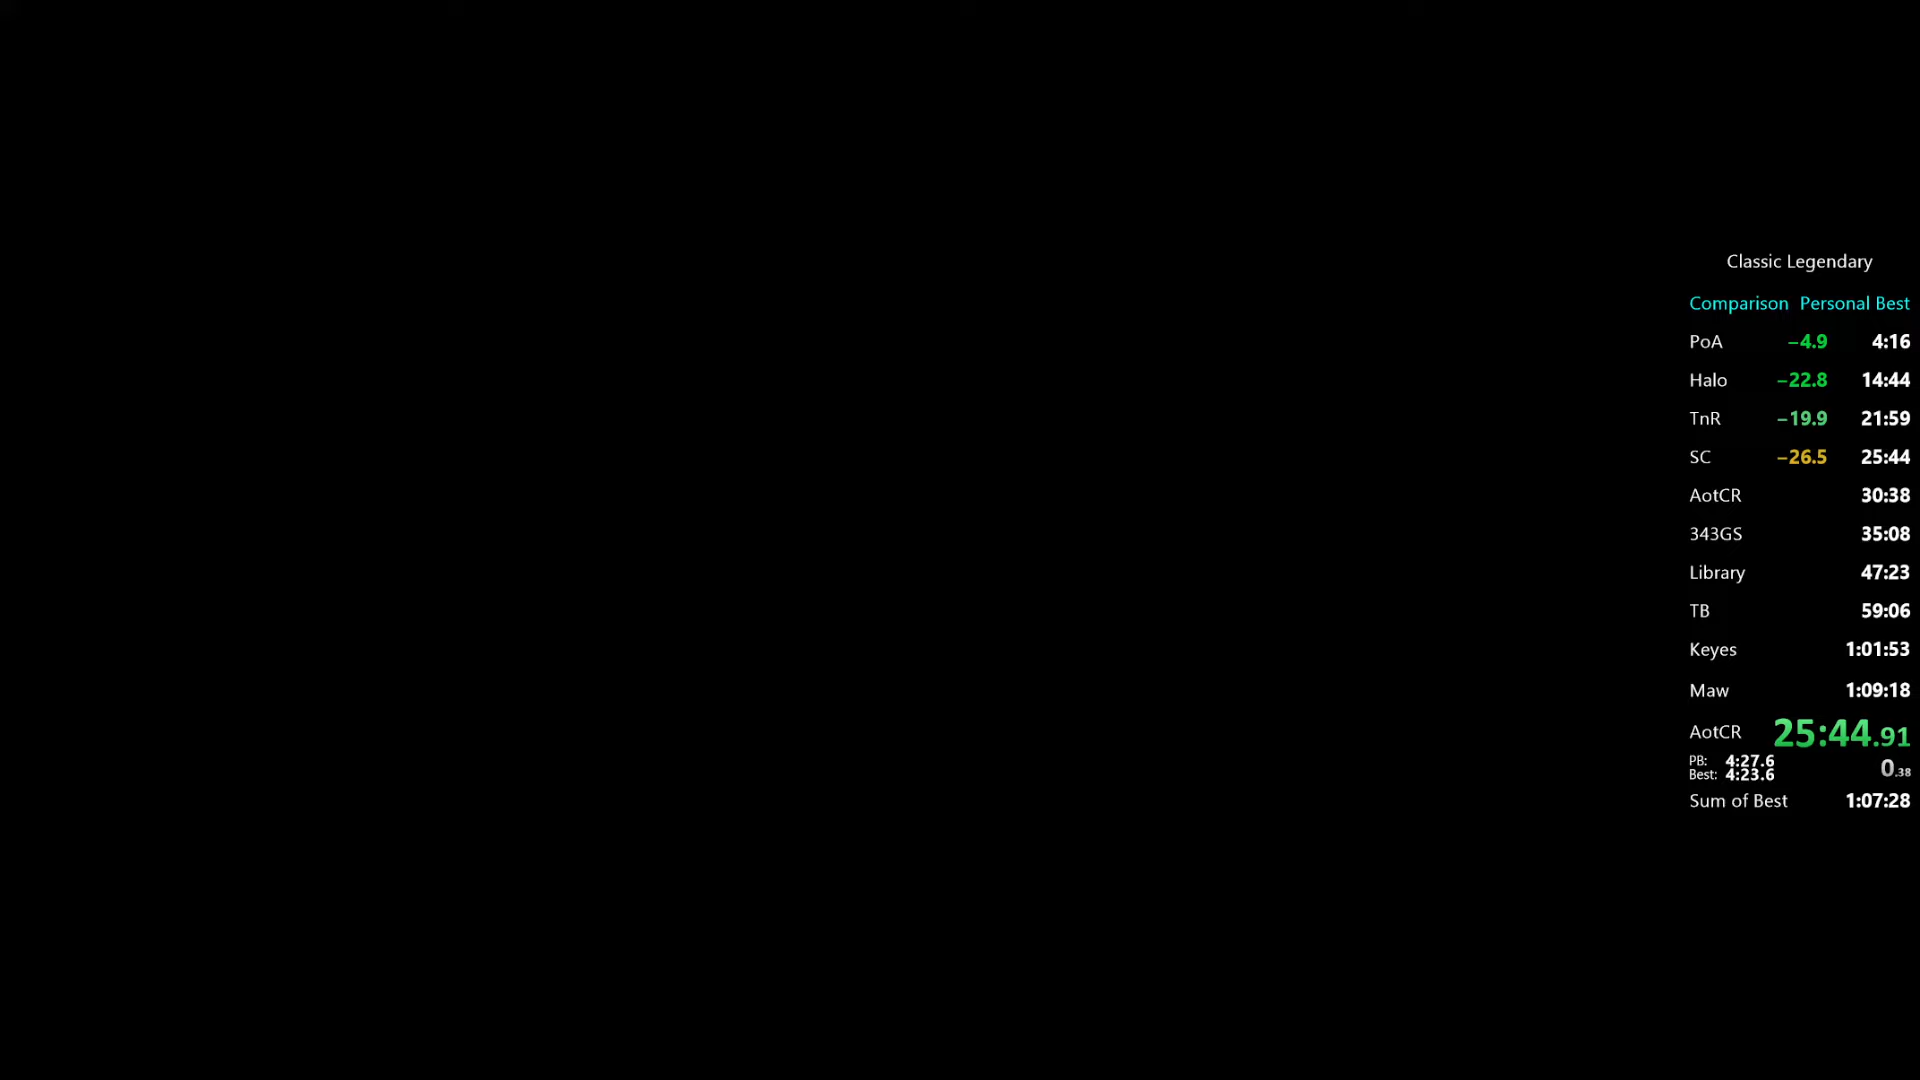 Classic Legendary
Comparison Personal Best
PoA −4.9 4:16
Halo −22.8 14:44
TnR −19.9 21:59
SC −26.5 25:44
AotCR 30:38
343GS 35:08
Library 47:23
TB 59:06
Keyes 1:01:53
Maw 1:09:18
AotCR 25:44.91
PB: 4:27.6 0.38
Best: 4:23.6
Sum of Best 1:07:28